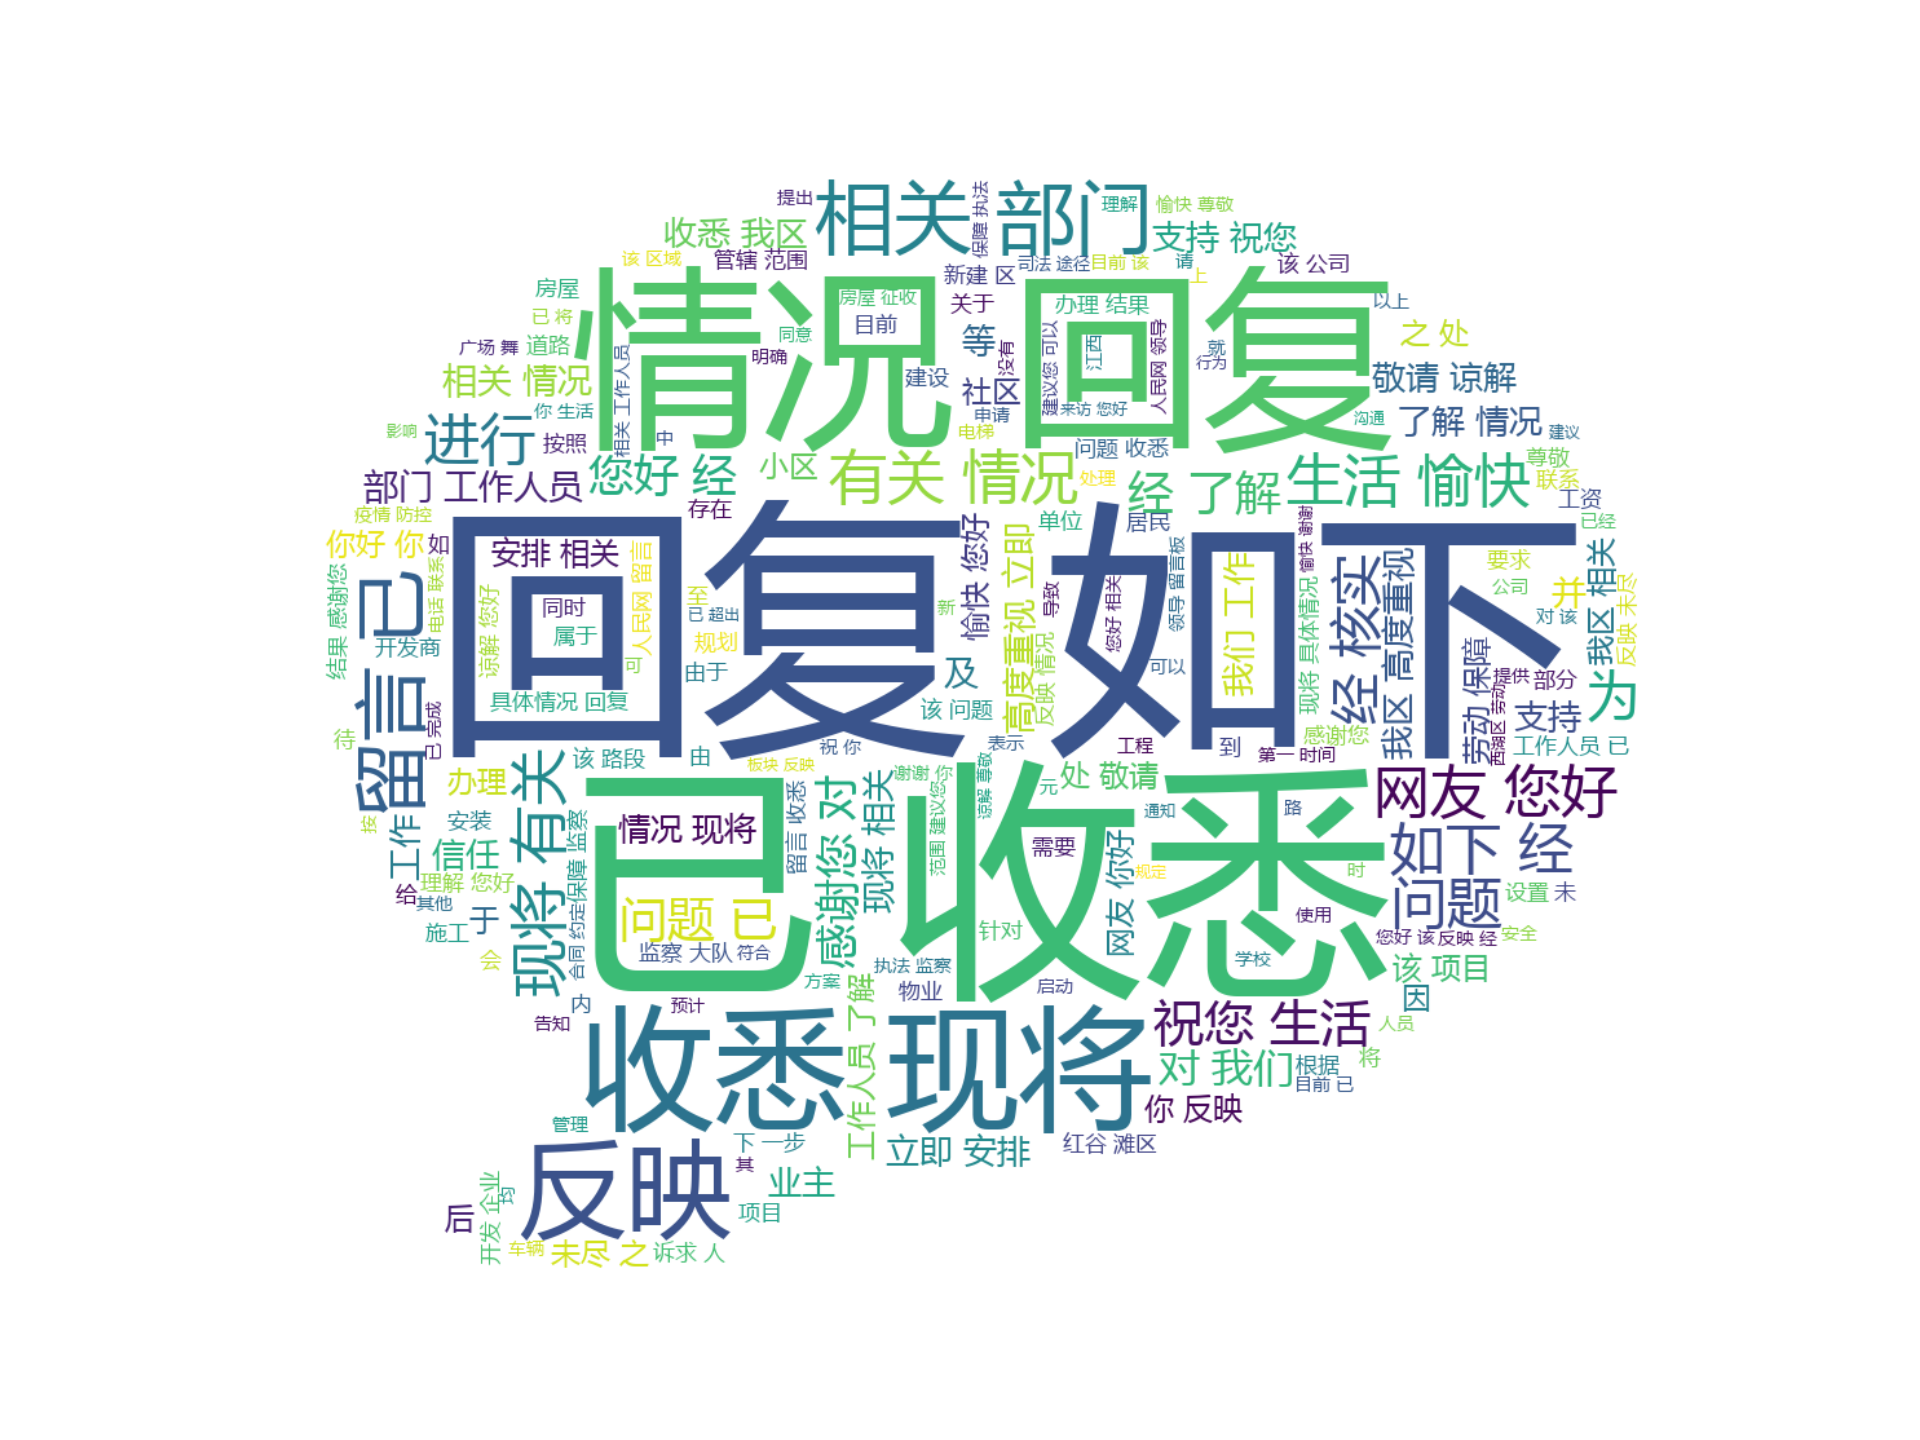 提出
相关 部门
保障 执法
理解
愉快 尊敬
收悉 我区
支持 祝您
该 区域
管辖 范围
新建 区
司法 途径
目前 该
请
上
该 公司
房屋
情况 回复
房屋 征收
关于
办理 结果
以上
已 将
目前
同意
等
没有
建议您 可以
江西
人民网 领导
就
行为
之 处
广场 舞
道路
相关 工作人员
明确
相关 情况
建设
社区
敬请 谅解
你 生活
申请
来访 您好
沟通
了解 情况
建议
影响
进行
按照
中
电梯
问题 收悉
部门 工作人员
您好 经
小区
有关 情况
处理
经 了解
生活 愉快
尊敬
联系
工资
疫情 防控
存在
单位
居民
已经
你好 你
如
回复 如下
安排 相关
人民网 留言
愉快 您好
高度重视 立即
领导 留言板
愉快 谢谢
要求
结果 感谢您
电话 联系
留言 已
谅解 您好
同时
至
已 超出
新
导致
您好 相关
我们 工作
现将 具体情况
经 核实
我区 高度重视
公司
并
我区 相关
反映 未尽
对 该
开发商
属于
规划
可
由于
及
反映 情况
可以
劳动 保障
提供
部分
为
具体情况 回复
该 问题
西湖区 劳动
支持
待
已 完成
感谢您
工作人员 已
该 路段
由
祝 你
表示
工程
到
第一 时间
办理
现将 有关
已 收悉
板块 反映
谢谢 你
谅解 尊敬
处 敬请
网友 您好
按
工作
安装
保障 监察
情况 现将
留言 收悉
感谢您 对
现将 相关
范围 建议您
元
通知
路
如下 经
信任
需要
网友 你好
规定
时
理解 您好
给
其他
于
问题 已
问题
设置
未
施工
合同 约定
监察 大队
符合
针对
使用
您好 该
反映 经
安全
会
执法 监察
学校
该 项目
内
方案
工作人员 了解
物业
启动
因
告知
预计
收悉 现将
祝您 生活
人员
对 我们
根据
目前 已
将
你 反映
管理
反映
下 一步
其
立即 安排
红谷 滩区
开发 企业
均
业主
后
项目
车辆
未尽 之
诉求 人